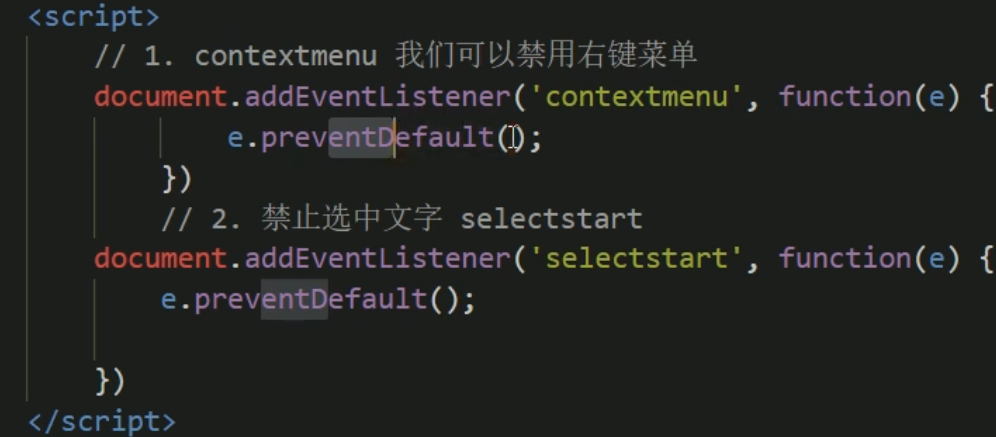 <script>
// 1. contextmenu 我们可以禁用右键菜单
document.addEventListener('contextmenu', function(e) {
e.preventDefault();
})
// 2. 禁止选中文字 selectstart
document.addEventListener('selectstart', function(e) {
e.preventDefault();
})
</script>